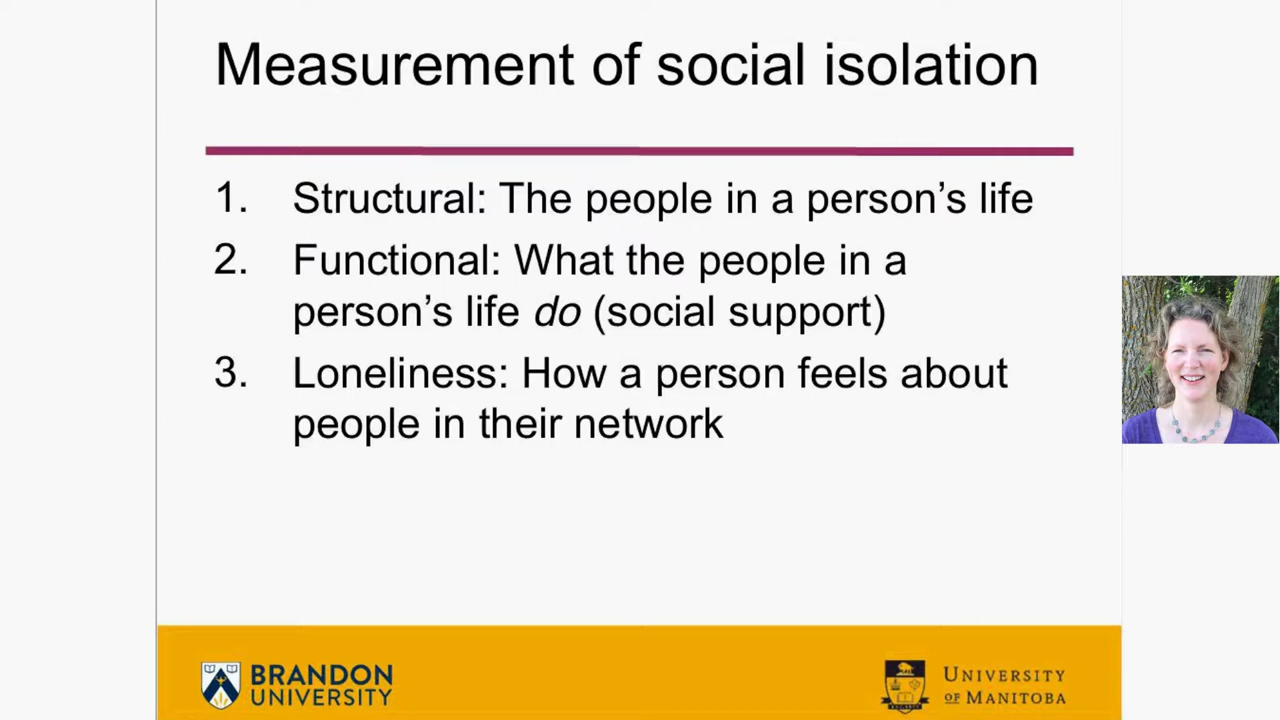 Measurement of social isolation
1. Structural: The people in a person’s life
2. Functional: What the people in a
person’s life do (social support)
3. Loneliness: How a person feels about
people in their network
BRANDON
UNIVERSITY
UNIVERSITY
OF MANITOBA